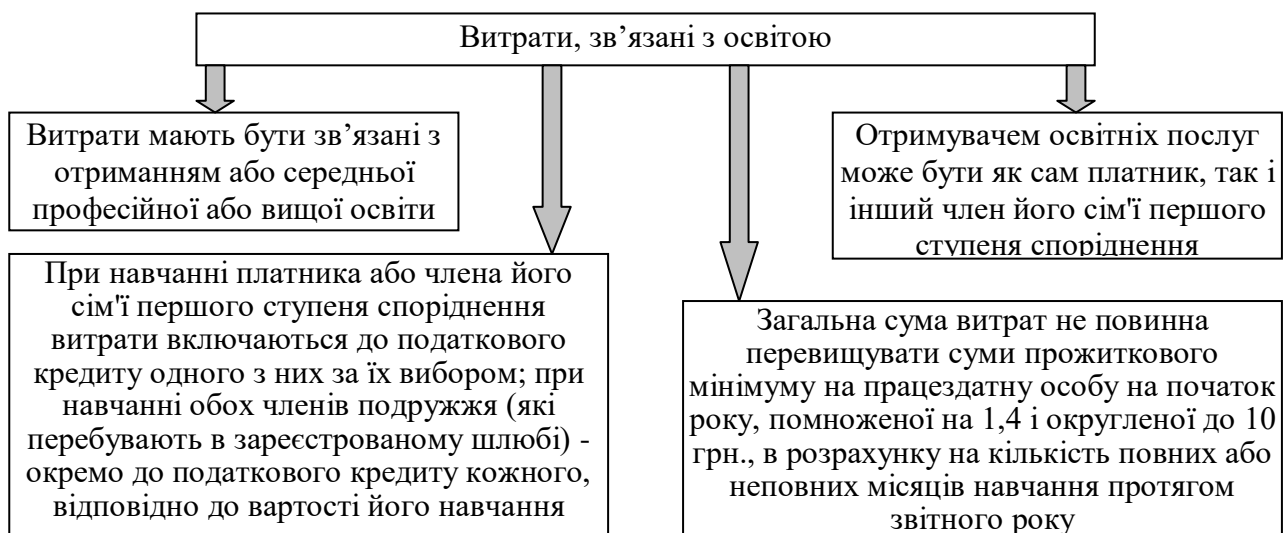 Витрати, зв’язані з освітою
Витрати мають бути зв’язані з
отриманням або середньої
професійної або вищої освіти
Отримувачем освітніх послуг
може бути як сам платник, так і
інший член його сім'ї першого
ступеня споріднення
При навчанні платника або члена його
сім'ї першого ступеня споріднення
витрати включаються до податкового
кредиту одного з них за їх вибором; при
навчанні обох членів подружжя (які
перебувають в зареєстрованому шлюбі) -
окремо до податкового кредиту кожного,
відповідно до вартості його навчання
Загальна сума витрат не повинна
перевищувати суми прожиткового
мінімуму на працездатну особу на початок
року, помноженої на 1,4 і округленої до 10
грн., в розрахунку на кількість повних або
неповних місяців навчання протягом
звітного року